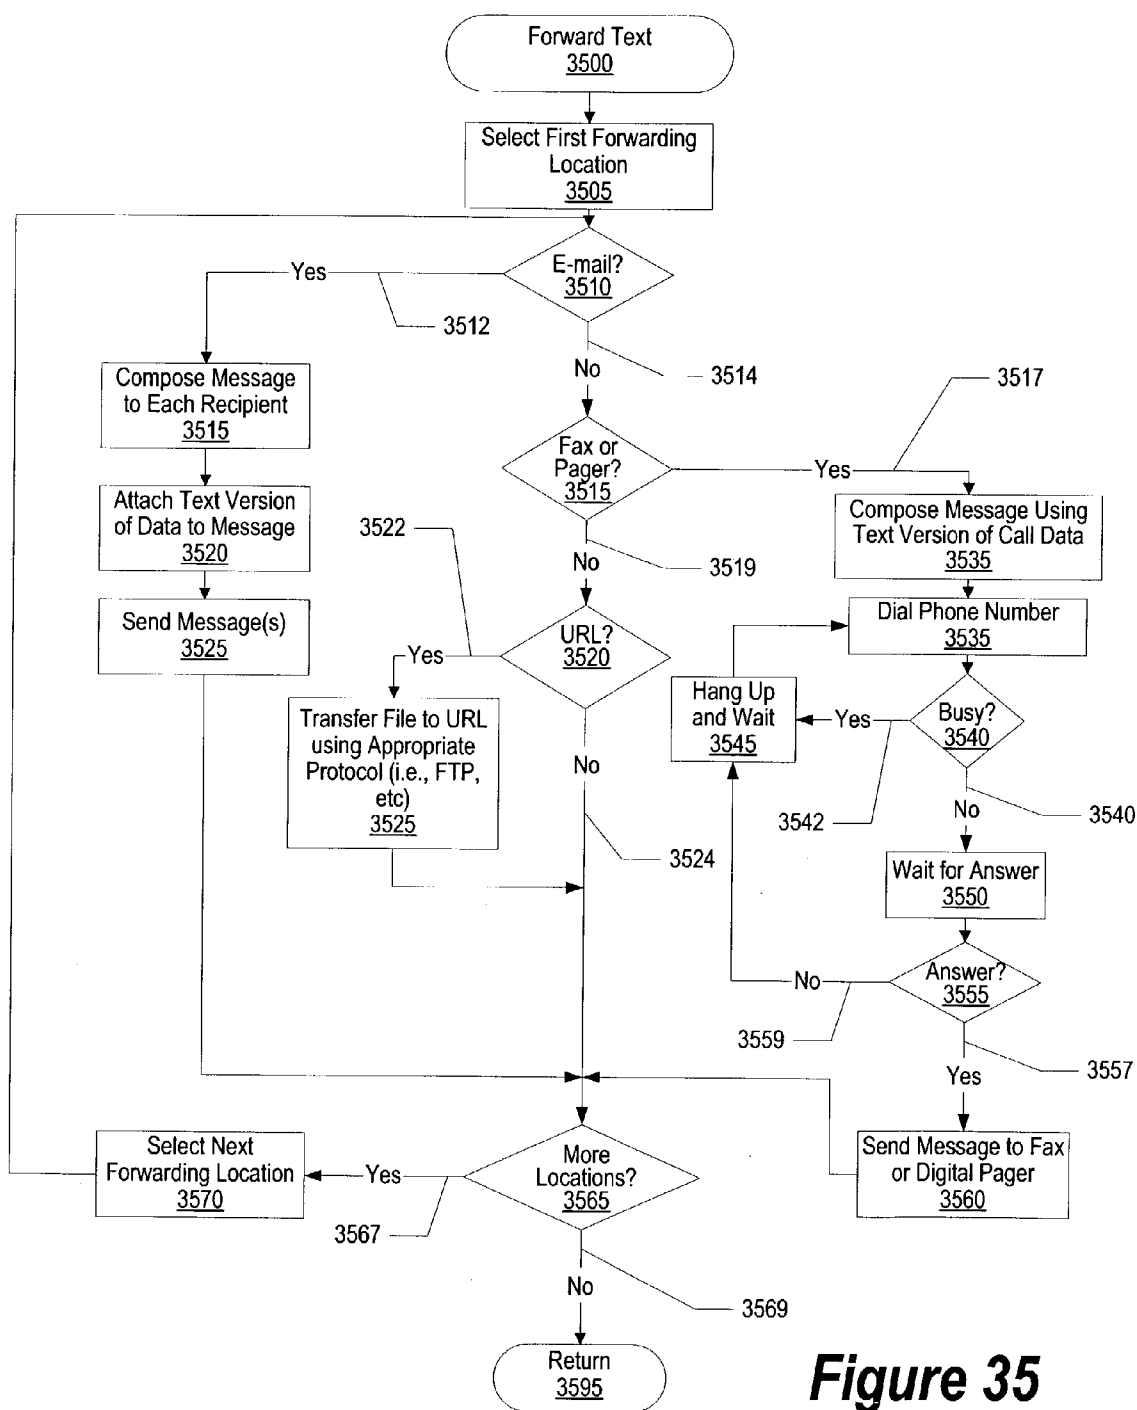 Forward Text
3500
Select First Forwarding
Location
3505
E-mail?
3510
Yes
3512
No
3514
Compose Message
to Each Recipient
3515
Attach Text Version
of Data to Message
3520
Send Message(s)
3525
Fax or
Pager?
3515
Yes
3517
No
3519
Compose Message Using
Text Version of Call Data
3535
Dial Phone Number
3535
URL?
3520
Yes
3522
No
3524
Transfer File to URL
using Appropriate
Protocol (i.e., FTP,
etc)
3525
Hang Up
and Wait
3545
Busy?
3540
Yes
3542
No
3540
Wait for Answer
3550
Answer?
3555
No
3559
Yes
3557
Send Message to Fax
or Digital Pager
3560
More
Locations?
3565
Yes
3567
Select Next
Forwarding Location
3570
No
3569
Return
3595
Figure 35